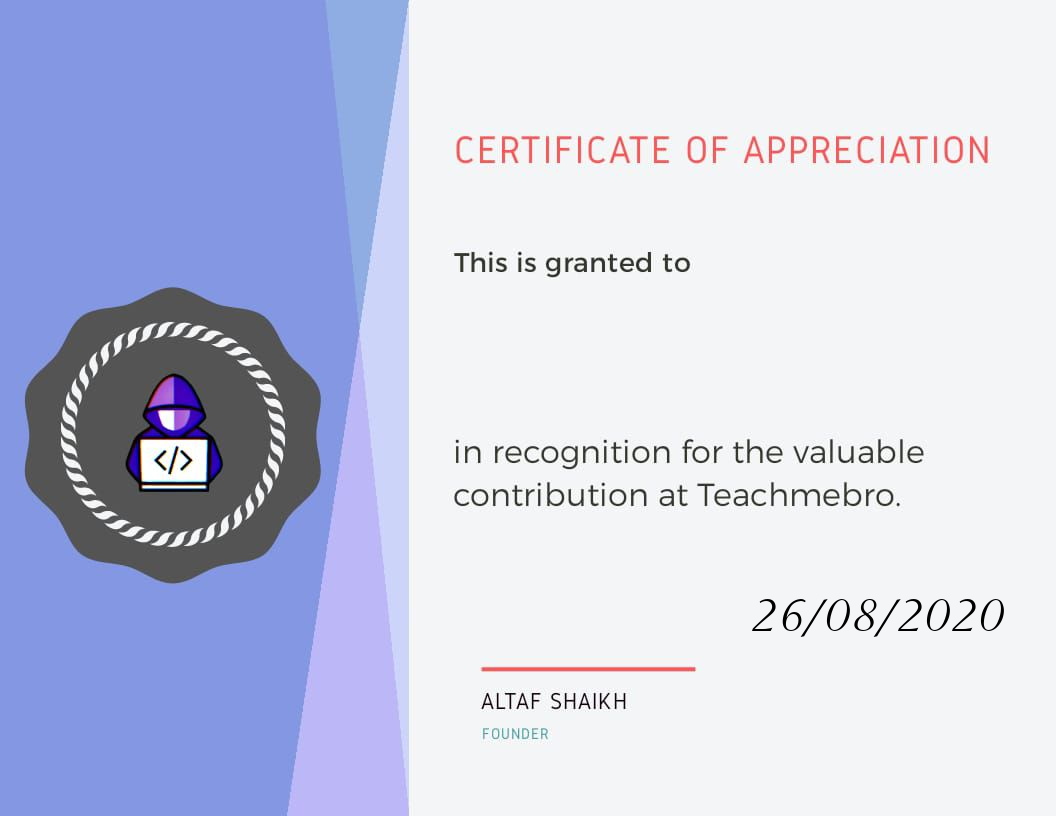 CERTIFICATE OF APPRECIATION
This is granted to
in recognition for the valuable
contribution at Teachmebro.
26/08/2020
ALTAF SHAIKH
FOUNDER
</>